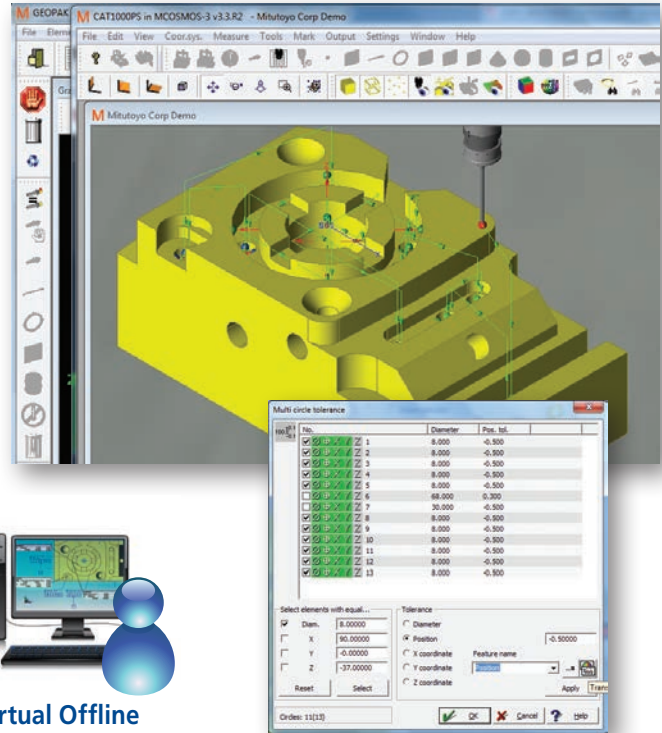 GEOPAK
CAT1000PS in MCOSMOS-3 v3.3.R2 - Mitutoyo Corp Demo
File Edit View Coor.sys. Measure Tools Mark Output Settings Window Help
File Elem
Gra
Mitutoyo Corp Demo
Multi circle tolerance
No. Diameter Pos. tol.
1 8.000 -0.500
2 8.000 -0.500
3 8.000 -0.500
4 8.000 -0.500
5 8.000 -0.500
6 68.000 0.300
7 30.000 -0.500
8 8.000 -0.500
9 8.000 -0.500
10 8.000 -0.500
11 8.000 -0.500
12 8.000 -0.500
13 8.000 -0.500
Select elements with equal... Tolerance
Diam. 8.00000 Diameter
X 90.00000 Position -0.50000
Y -0.00000 X coordinate Feature name
Z -37.00000 Y coordinate Position
Z coordinate
Reset Select Apply Trans
Circles: 11(13) OK Cancel Help
rtual Offline